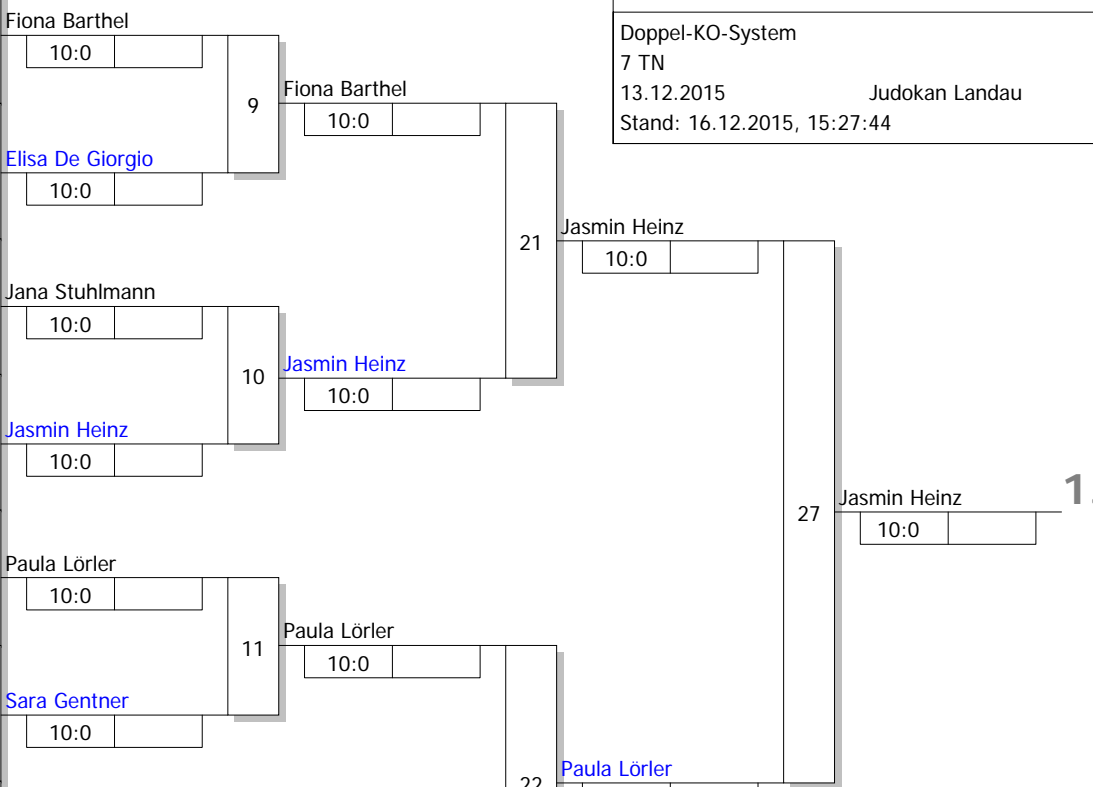 Fiona Barthel
10:0
Doppel-KO-System
7 TN
13.12.2015 Judokan Landau
Stand: 16.12.2015, 15:27:44
9
Fiona Barthel
10:0
Elisa De Giorgio
10:0
21
Jasmin Heinz
10:0
Jana Stuhlmann
10:0
10
Jasmin Heinz
10:0
Jasmin Heinz
10:0
27
Jasmin Heinz
1.
10:0
Paula Lörler
10:0
11
Paula Lörler
10:0
Sara Gentner
10:0
22
Paula Lörler